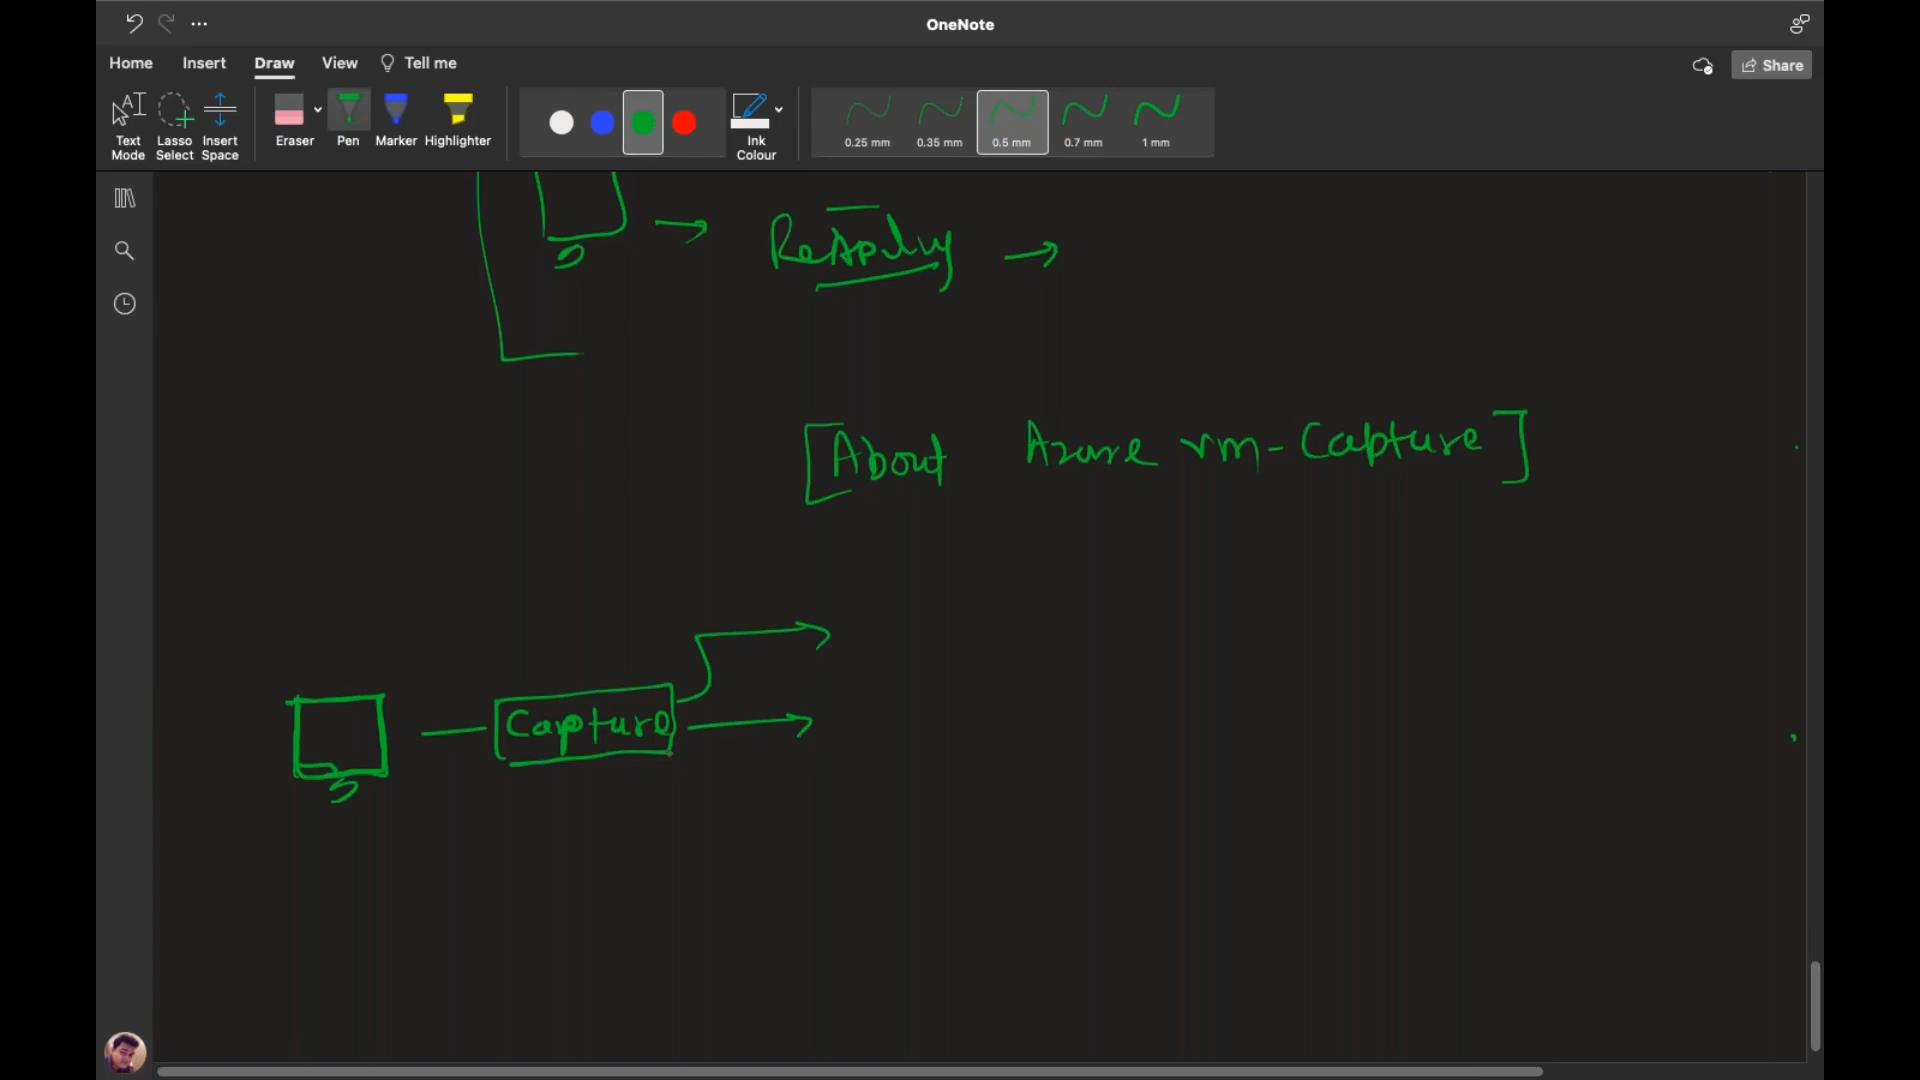 OneNote
Home Insert Draw View Tell me
Share
Text Mode
Lasso Select
Insert Space
Eraser
Pen
Marker
Highlighter
Ink Colour
0.25 mm
0.35 mm
0.5 mm
0.7 mm
1 mm
[About Azure vm-Capture]
Capture